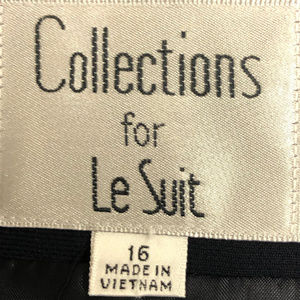 Collections
for
Le Suit
16
MADE IN
VIETNAM